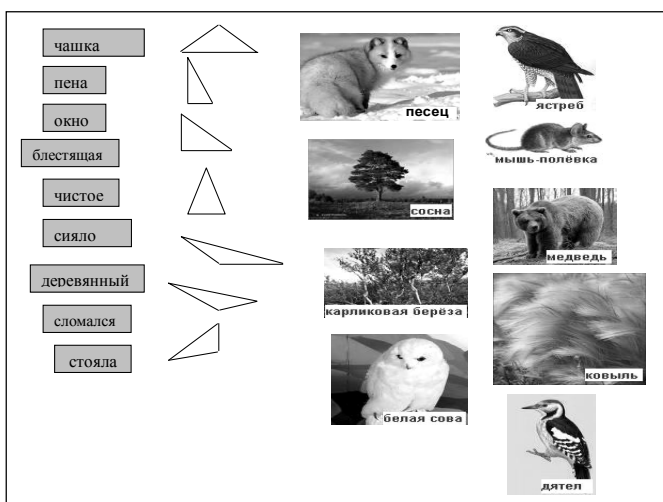 чашка
пена
окно
блестящая
чистое
сияло
деревянный
сломался
стояла
песец
сосна
карликовая берёза
белая сова
ястреб
мышь-полёвка
медведь
ковыль
дятел